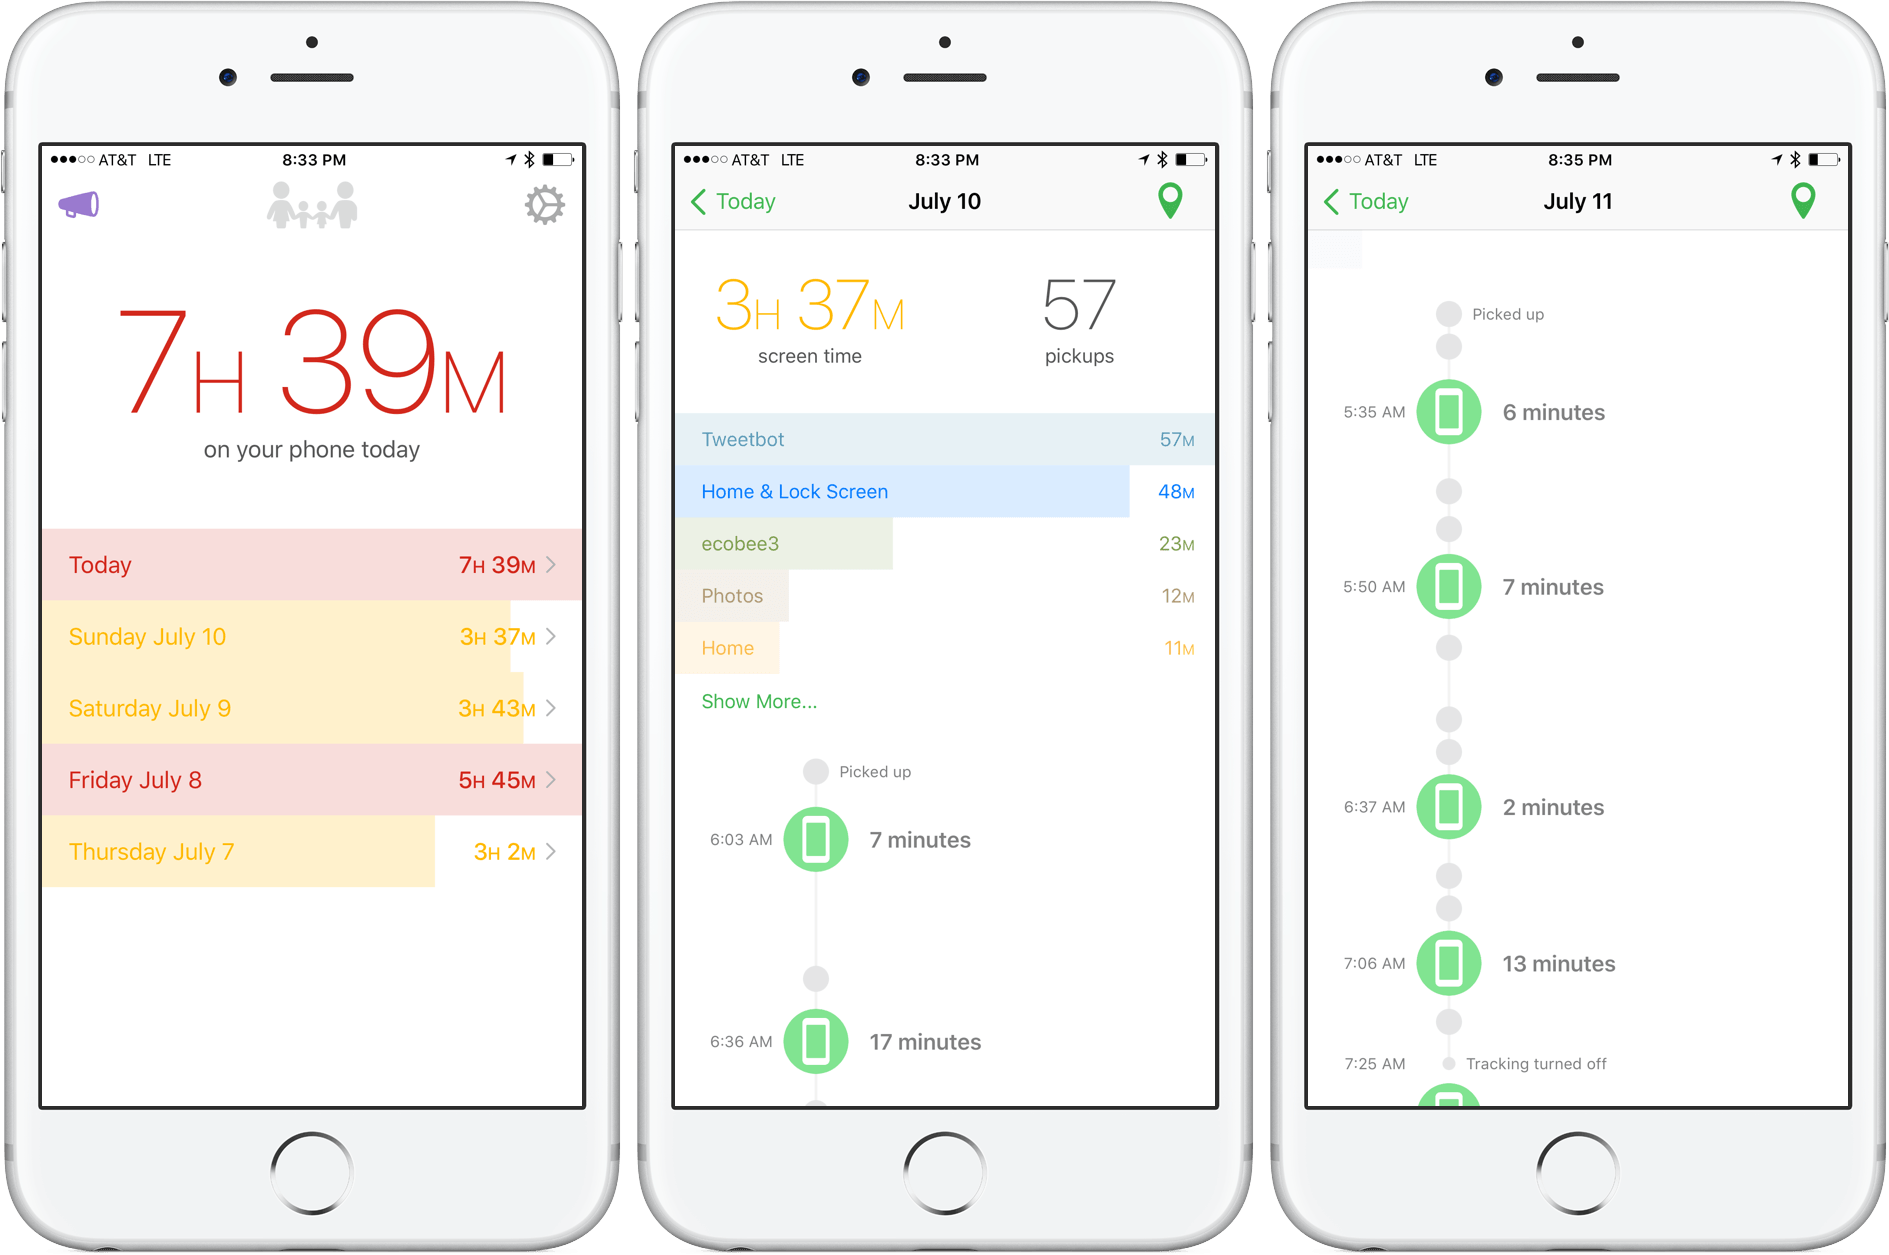 AT&T LTE 8:33 PM
7H 39M
on your phone today
Today 7H 39M
Sunday July 10 3H 37M
Saturday July 9 3H 43M
Friday July 8 5H 45M
Thursday July 7 3H 2M
AT&T LTE 8:33 PM
Today July 10
3H 37M 57
screen time pickups
Tweetbot 57M
Home & Lock Screen 48M
ecobee3 23M
Photos 12M
Home 11M
Show More...
Picked up
6:03 AM 7 minutes
6:36 AM 17 minutes
AT&T LTE 8:35 PM
Today July 11
Picked up
5:35 AM 6 minutes
5:50 AM 7 minutes
6:37 AM 2 minutes
7:06 AM 13 minutes
7:25 AM Tracking turned off